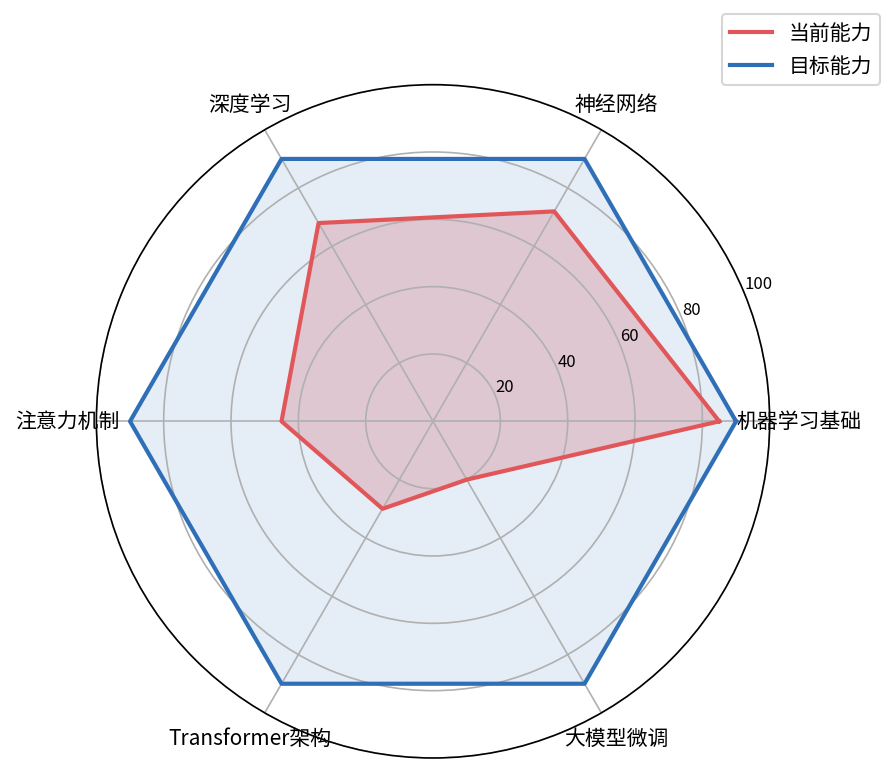 当前能力
目标能力
深度学习
神经网络
100
80
60
40
20
注意力机制
机器学习基础
Transformer架构
大模型微调